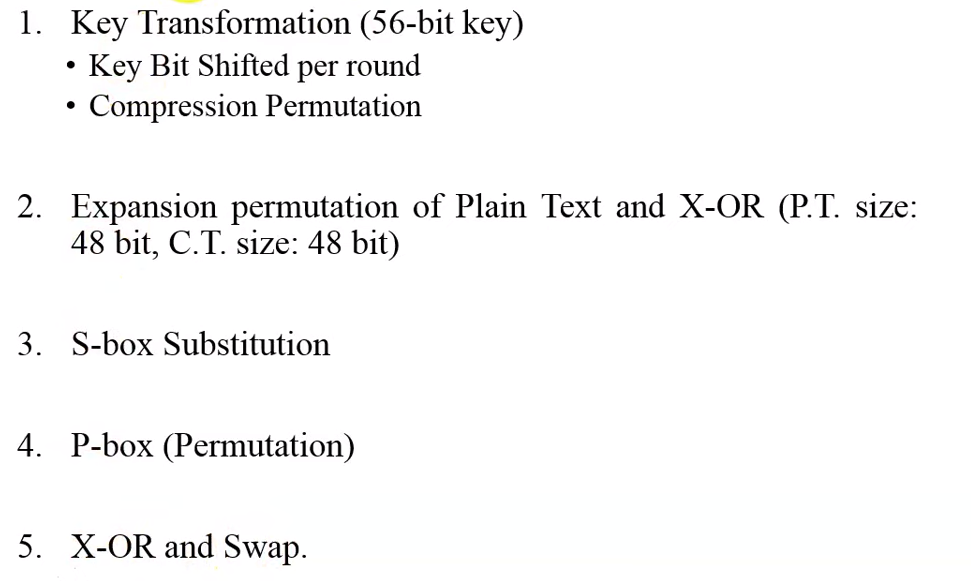 1. Key Transformation (56-bit key)
• Key Bit Shifted per round
• Compression Permutation
2. Expansion permutation of Plain Text and X-OR (P.T. size:
48 bit, C.T. size: 48 bit)
3. S-box Substitution
4. P-box (Permutation)
5. X-OR and Swap.